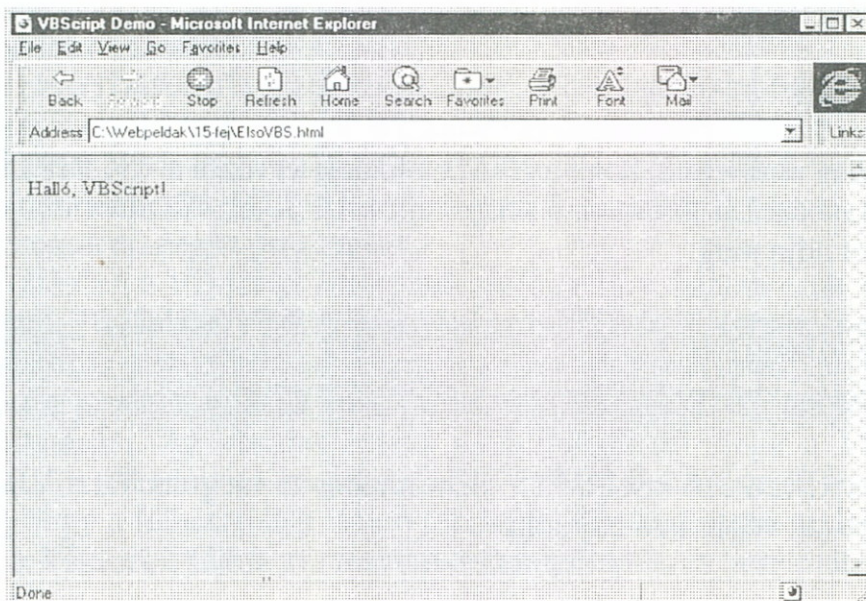 VBScript Demo - Microsoft Internet Explorer
File Edit View Go Favorites Help
Back Forward Stop Refresh Home Search Favorites Print Font Mail
Address C:\Webpeldak\15-fej\ElsoVBS.html Links
Halló, VBScript!
Done